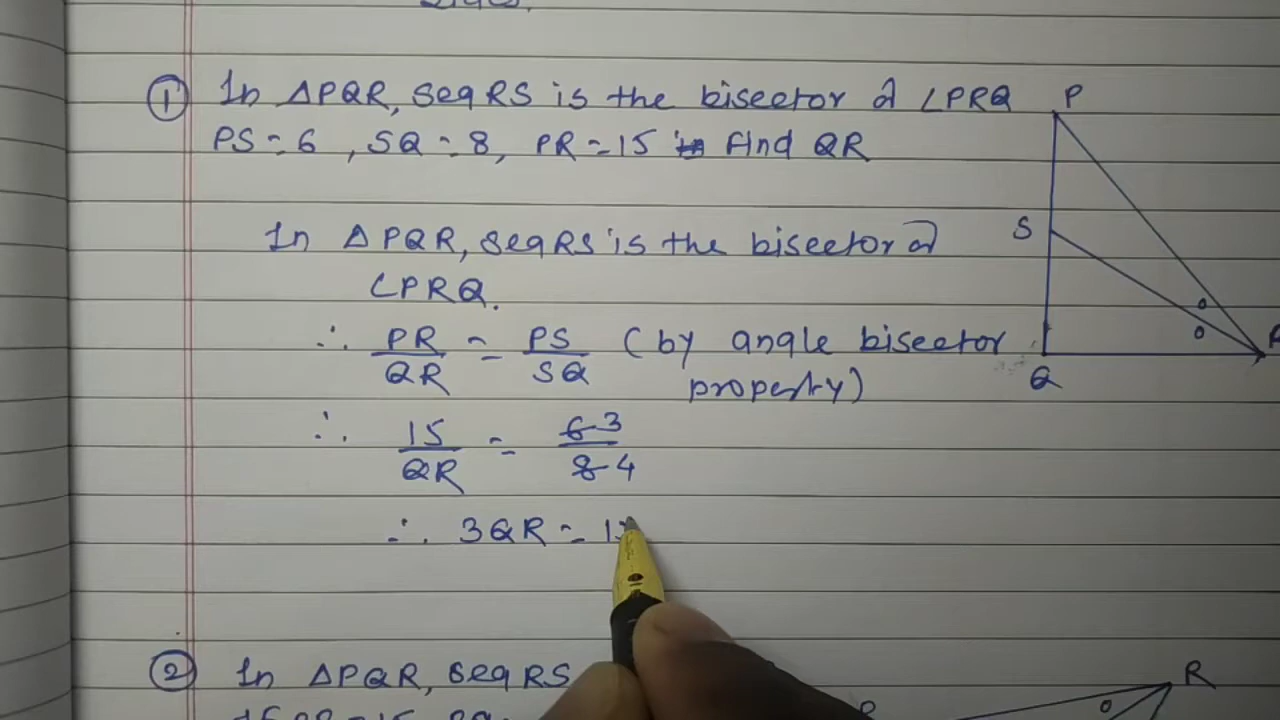 ① In △PQR, seg RS is the bisector of ∠PRQ
PS = 6, SQ = 8, PR = 15 Find QR
P
S
Q
In △PQR, seg RS is the bisector of
∠PRQ.
∴ PR/QR = PS/SQ (by angle bisector
property)
∴ 15/QR = 6 3/8 4
∴ 3QR = 1
② In △PQR, seg RS
R